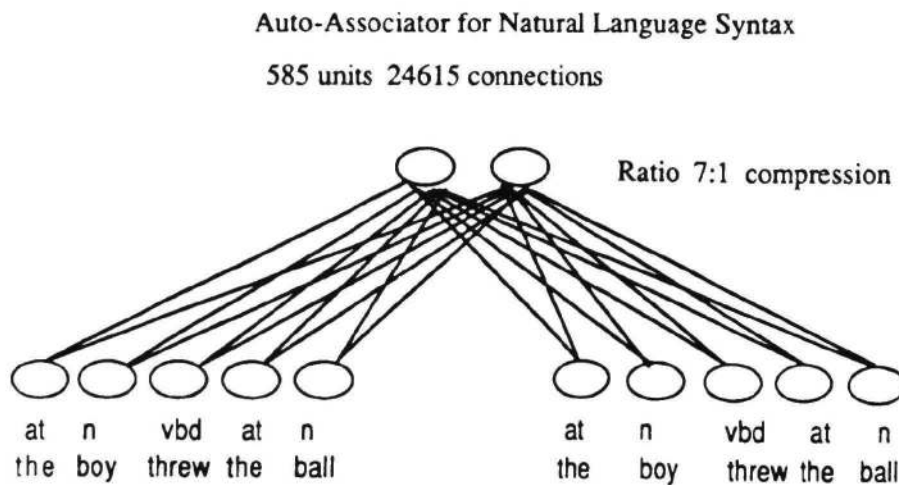 Auto-Associator for Natural Language Syntax
585 units 24615 connections
Ratio 7:1 compression
at n vbd at n at n vbd at n
the boy threw the ball the boy threw the ball